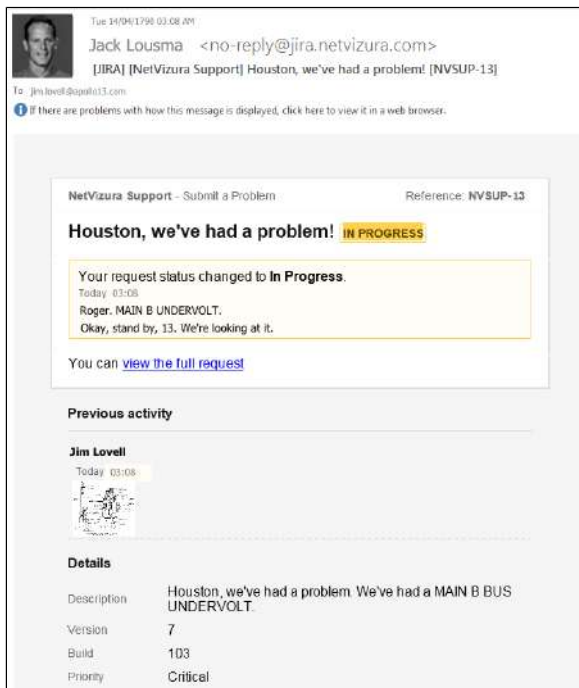 Tue 14/04/1970 03:08 AM
Jack Lousma <no-reply@jira.netvizura.com>
[JIRA] [NetVizura Support] Houston, we've had a problem! [NVSUP-13]
To jim.lovell@apollo13.com
If there are problems with how this message is displayed, click here to view it in a web browser.
NetVizura Support - Submit a Problem Reference: NVSUP-13
Houston, we've had a problem! IN PROGRESS
Your request status changed to In Progress.
Today 03:08
Roger. MAIN B UNDERVOLT.
Okay, stand by, 13. We're looking at it.
You can view the full request
Previous activity
Jim Lovell
Today 03:08
Details
Description Houston, we've had a problem. We've had a MAIN B BUS
UNDERVOLT.
Version 7
Build 103
Priority Critical